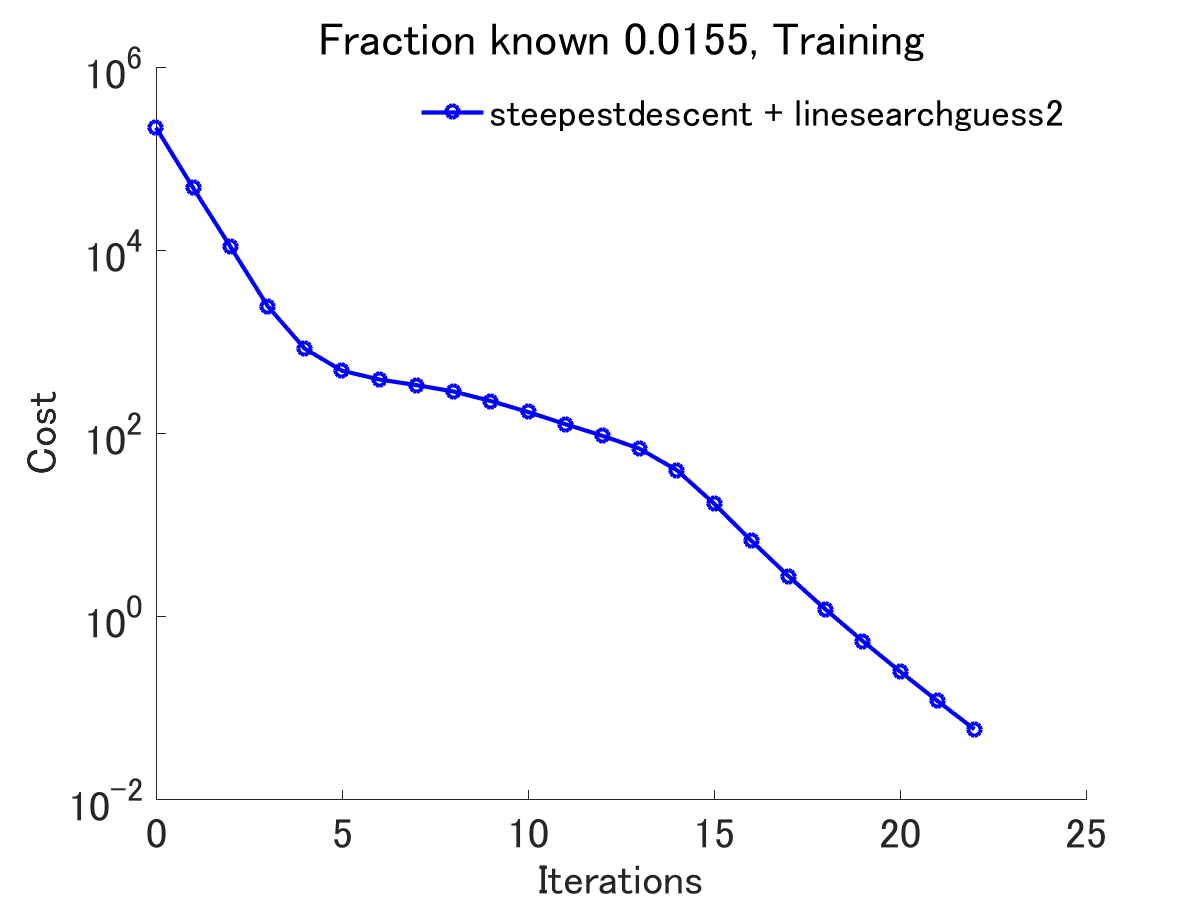 Fraction known 0.0155, Training
steepestdescent + linesearchguess2
10^6
10^4
10^2
10^0
10^-2
Cost
0 5 10 15 20 25
Iterations